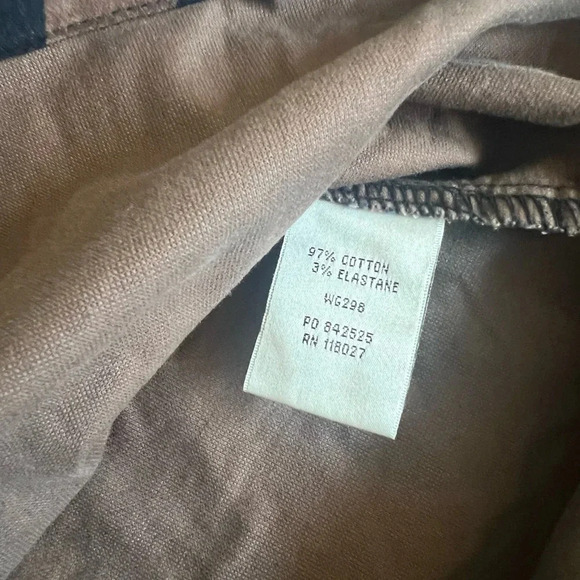 97% COTTON
3% ELASTANE
WG298
PO 842525
RN 118027